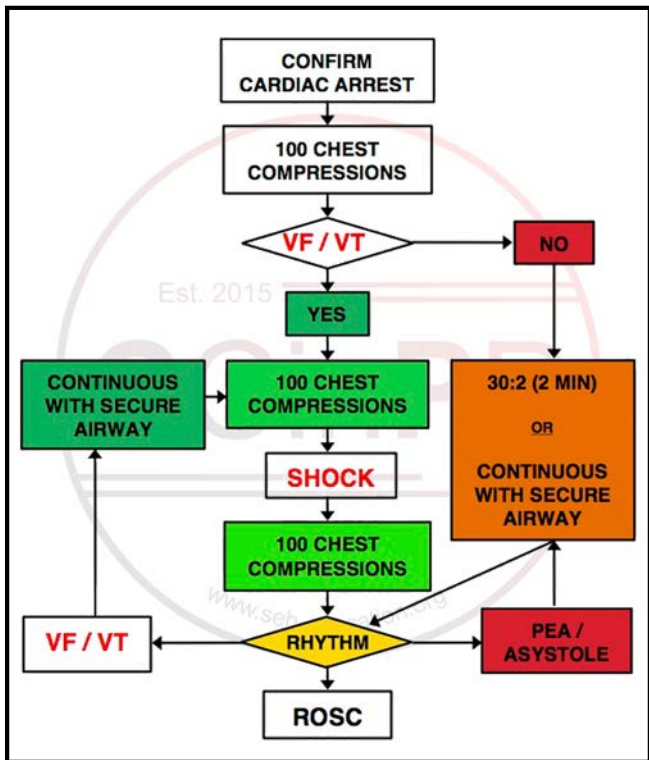 CONFIRM
CARDIAC ARREST
100 CHEST
COMPRESSIONS
VF / VT
NO
Est. 2015
YES
CONTINUOUS
WITH SECURE
AIRWAY
100 CHEST
COMPRESSIONS
30:2 (2 MIN)
OR
CONTINUOUS
WITH SECURE
AIRWAY
SHOCK
100 CHEST
COMPRESSIONS
VF / VT
RHYTHM
PEA /
ASYSTOLE
ROSC